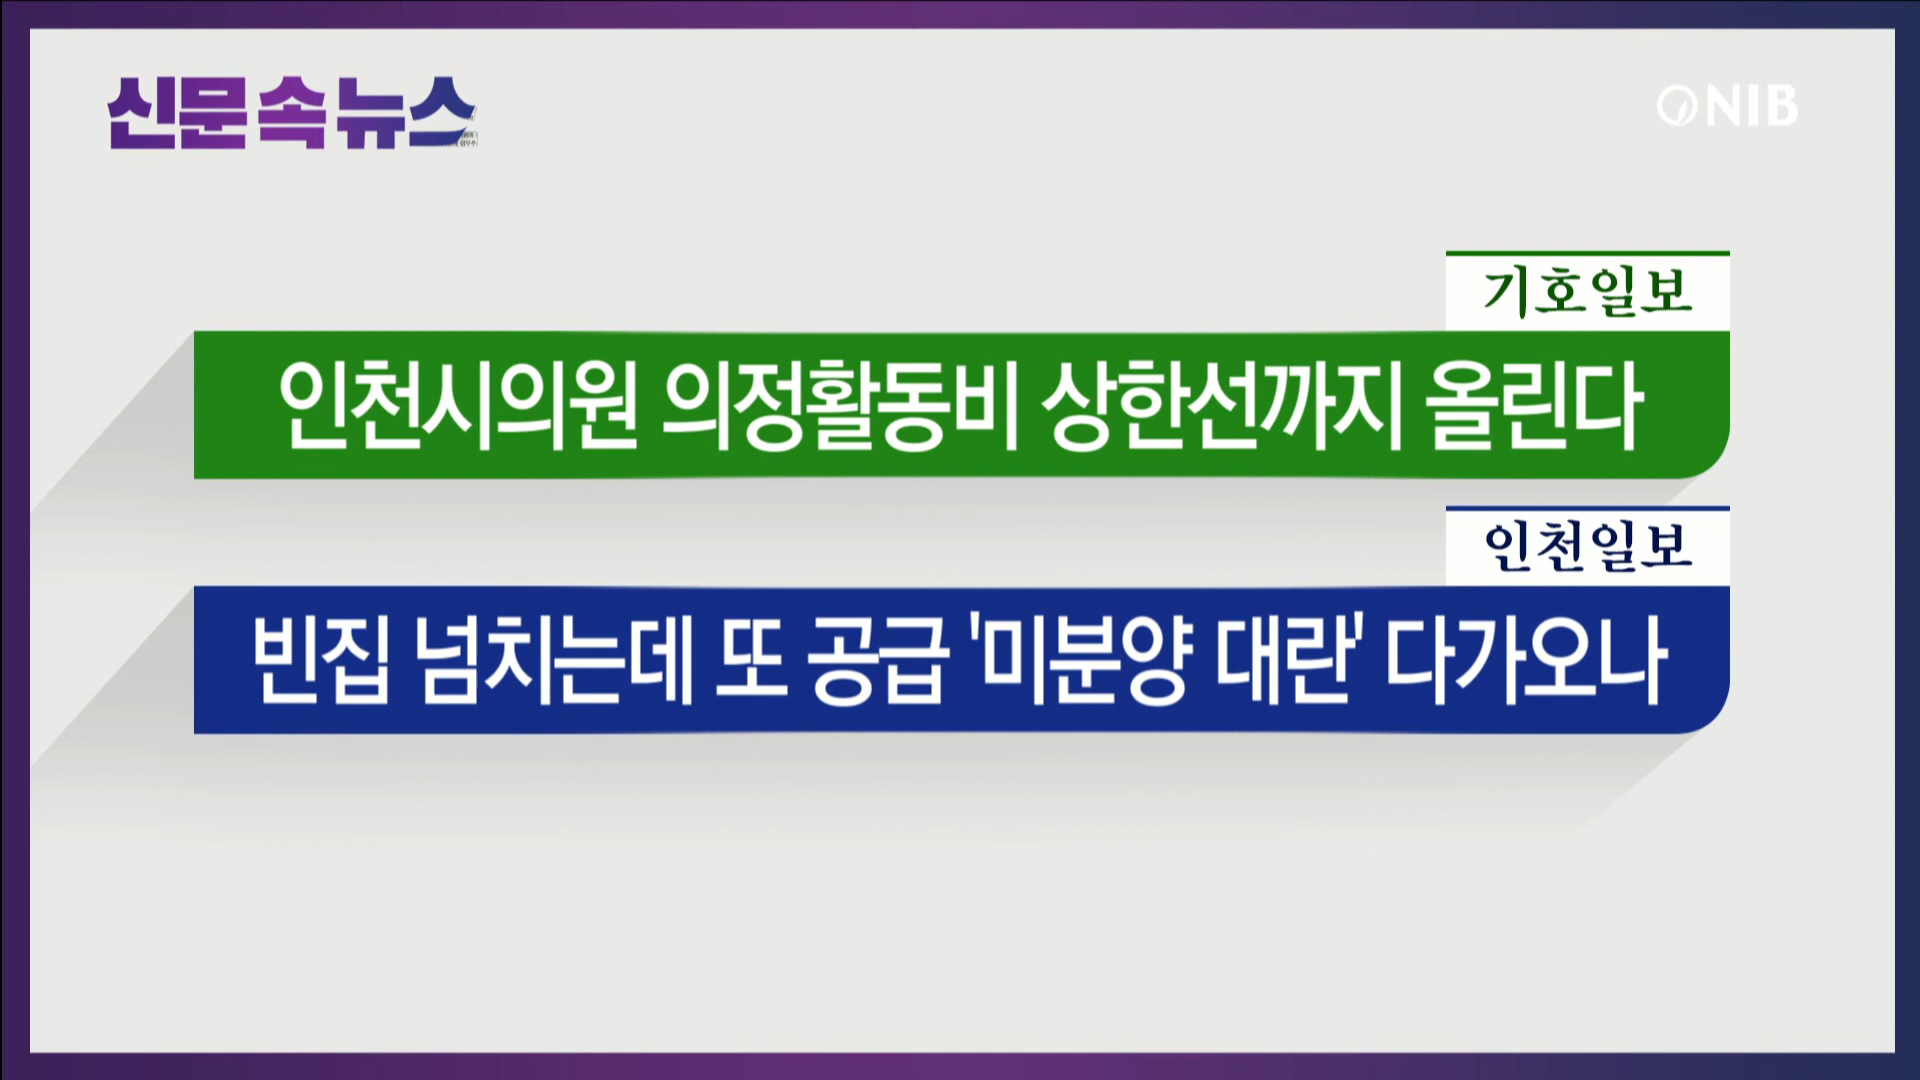 신문 속 뉴스
NIB
기호일보
인천시의원 의정활동비 상한선까지 올린다
인천일보
빈집 넘치는데 또 공급 '미분양 대란' 다가오나